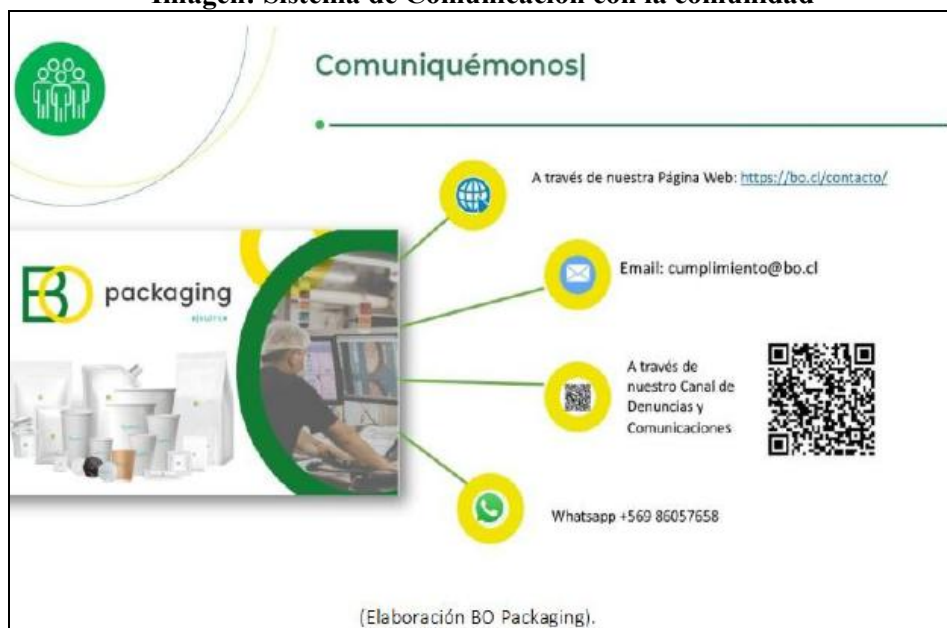 Imagen: Sistema de Comunicación con la comunidad
Comuniquémonos|
A través de nuestra Página Web: https://bo.cl/contacto/
Email: cumplimiento@bo.cl
BO packaging
A través de
nuestro Canal de
Denuncias y
Comunicaciones
Whatsapp +569 86057658
(Elaboración BO Packaging).